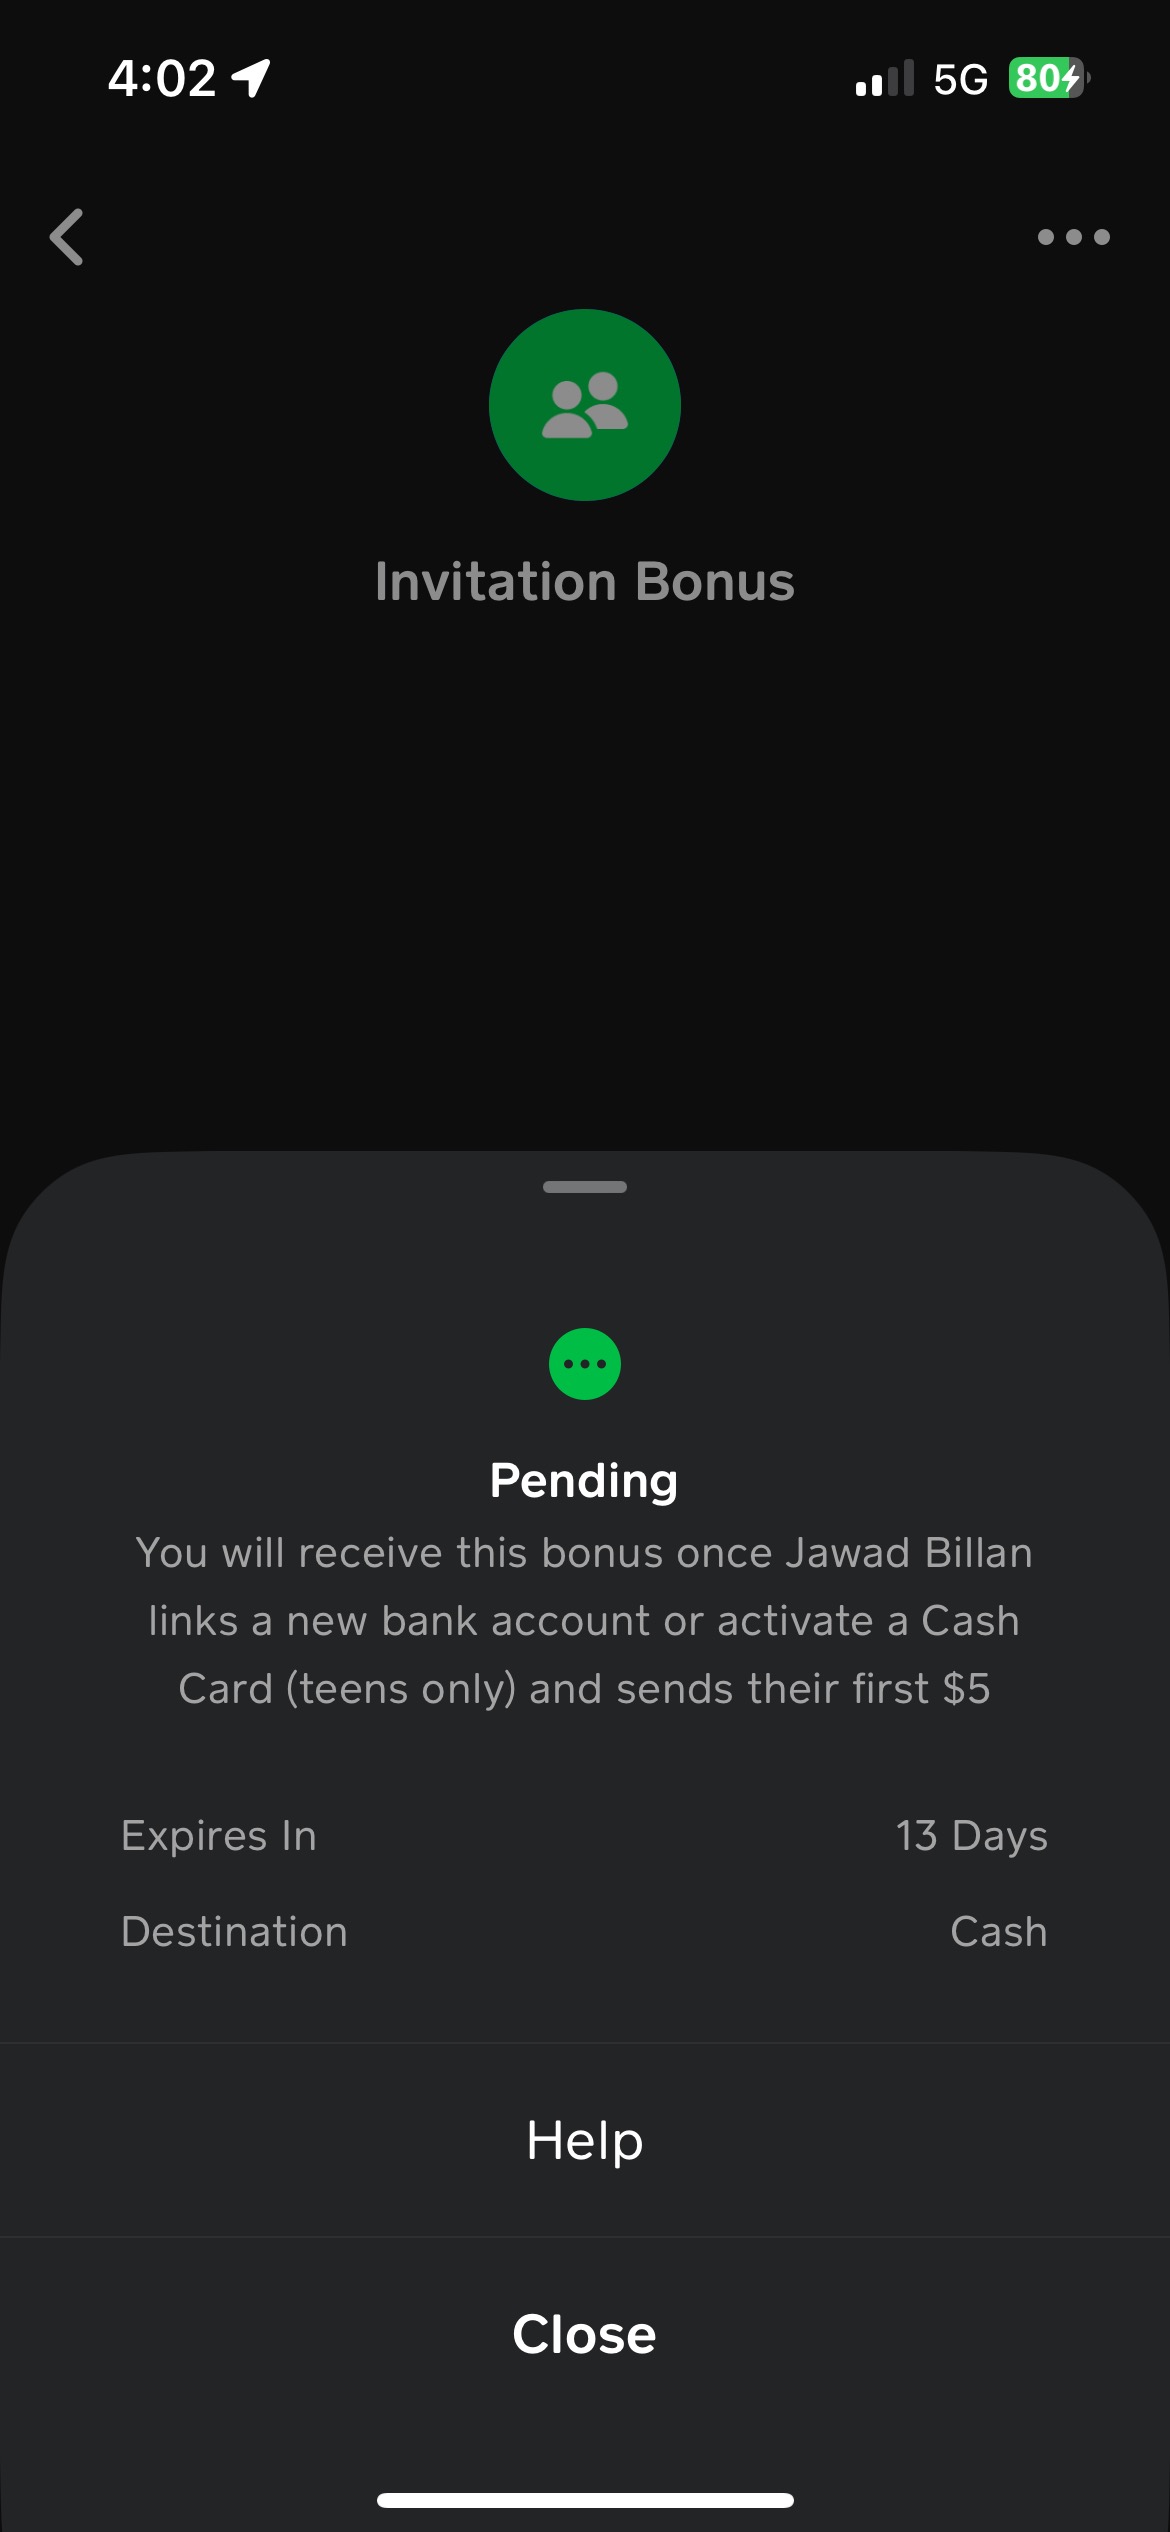 4:02
5G
80
Invitation Bonus
Pending
You will receive this bonus once Jawad Billan
links a new bank account or activate a Cash
Card (teens only) and sends their first $5
Expires In 13 Days
Destination Cash
Help
Close